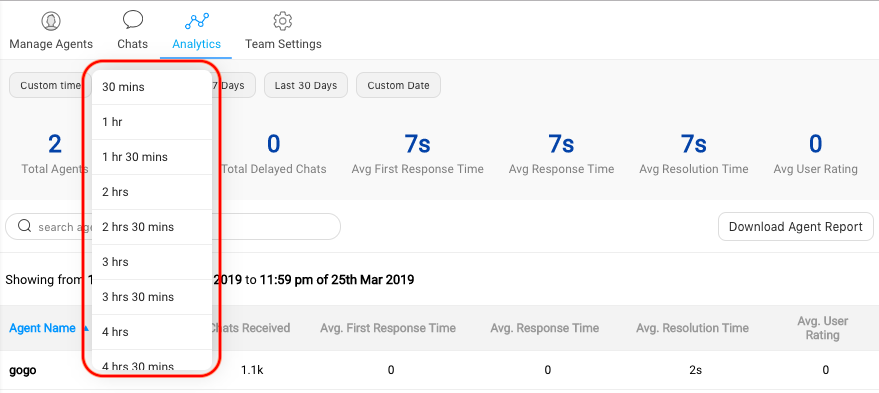 Manage Agents Chats Analytics Team Settings
Custom time 7 Days Last 30 Days Custom Date
30 mins
1 hr
1 hr 30 mins
2 hrs
2 hrs 30 mins
3 hrs
3 hrs 30 mins
4 hrs
4 hrs 30 mins
2 0 7s 7s 7s 0
Total Agents Total Delayed Chats Avg First Response Time Avg Response Time Avg Resolution Time Avg User Rating
search Download Agent Report
Showing from 2019 to 11:59 pm of 25th Mar 2019
Agent Name Chats Received Avg. First Response Time Avg. Response Time Avg. Resolution Time Avg. User
Rating
gogo 1.1k 0 0 2s 0